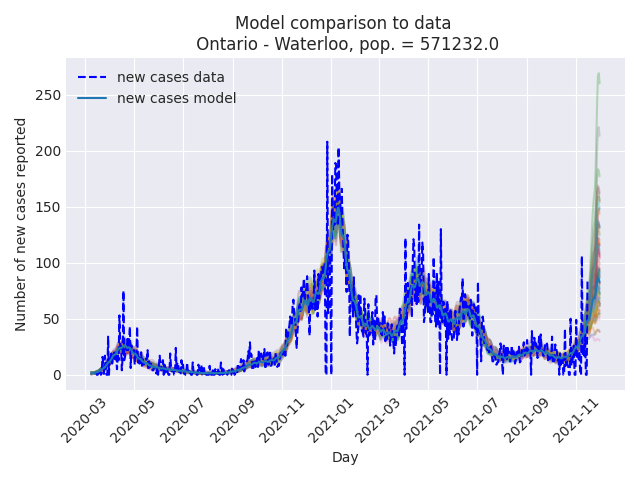 Model comparison to data
Ontario - Waterloo, pop. = 571232.0
new cases data
new cases model
Number of new cases reported
250
200
150
100
50
0
2020-03
2020-05
2020-07
2020-09
2020-11
2021-01
2021-03
2021-05
2021-07
2021-09
2021-11
Day